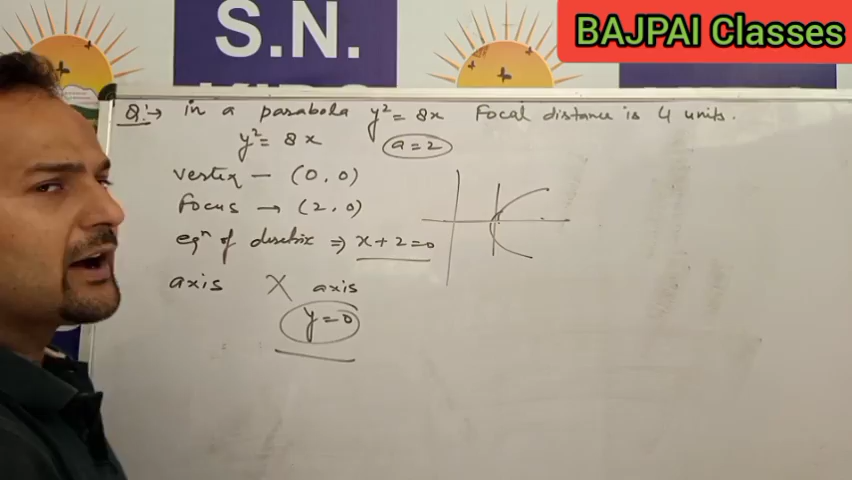 BAJPAI Classes
S.N.
Q:→ in a parabola y²= 8x Focal distance is 4 units.
y²= 8x a=2
vertex — (0,0)
Focus → (2,0)
eqⁿ of directrix ⇒ x+2=0
axis X axis
y=0